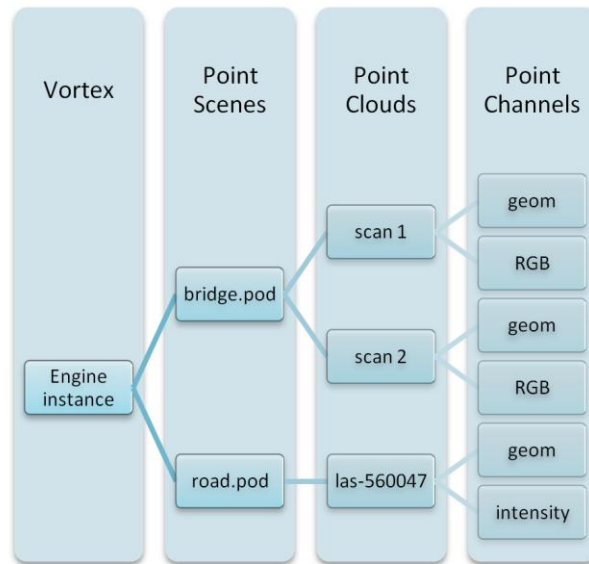 Vortex
Point
Scenes
Point
Clouds
Point
Channels
Engine
instance
bridge.pod
road.pod
scan 1
scan 2
las-560047
geom
RGB
geom
RGB
geom
intensity